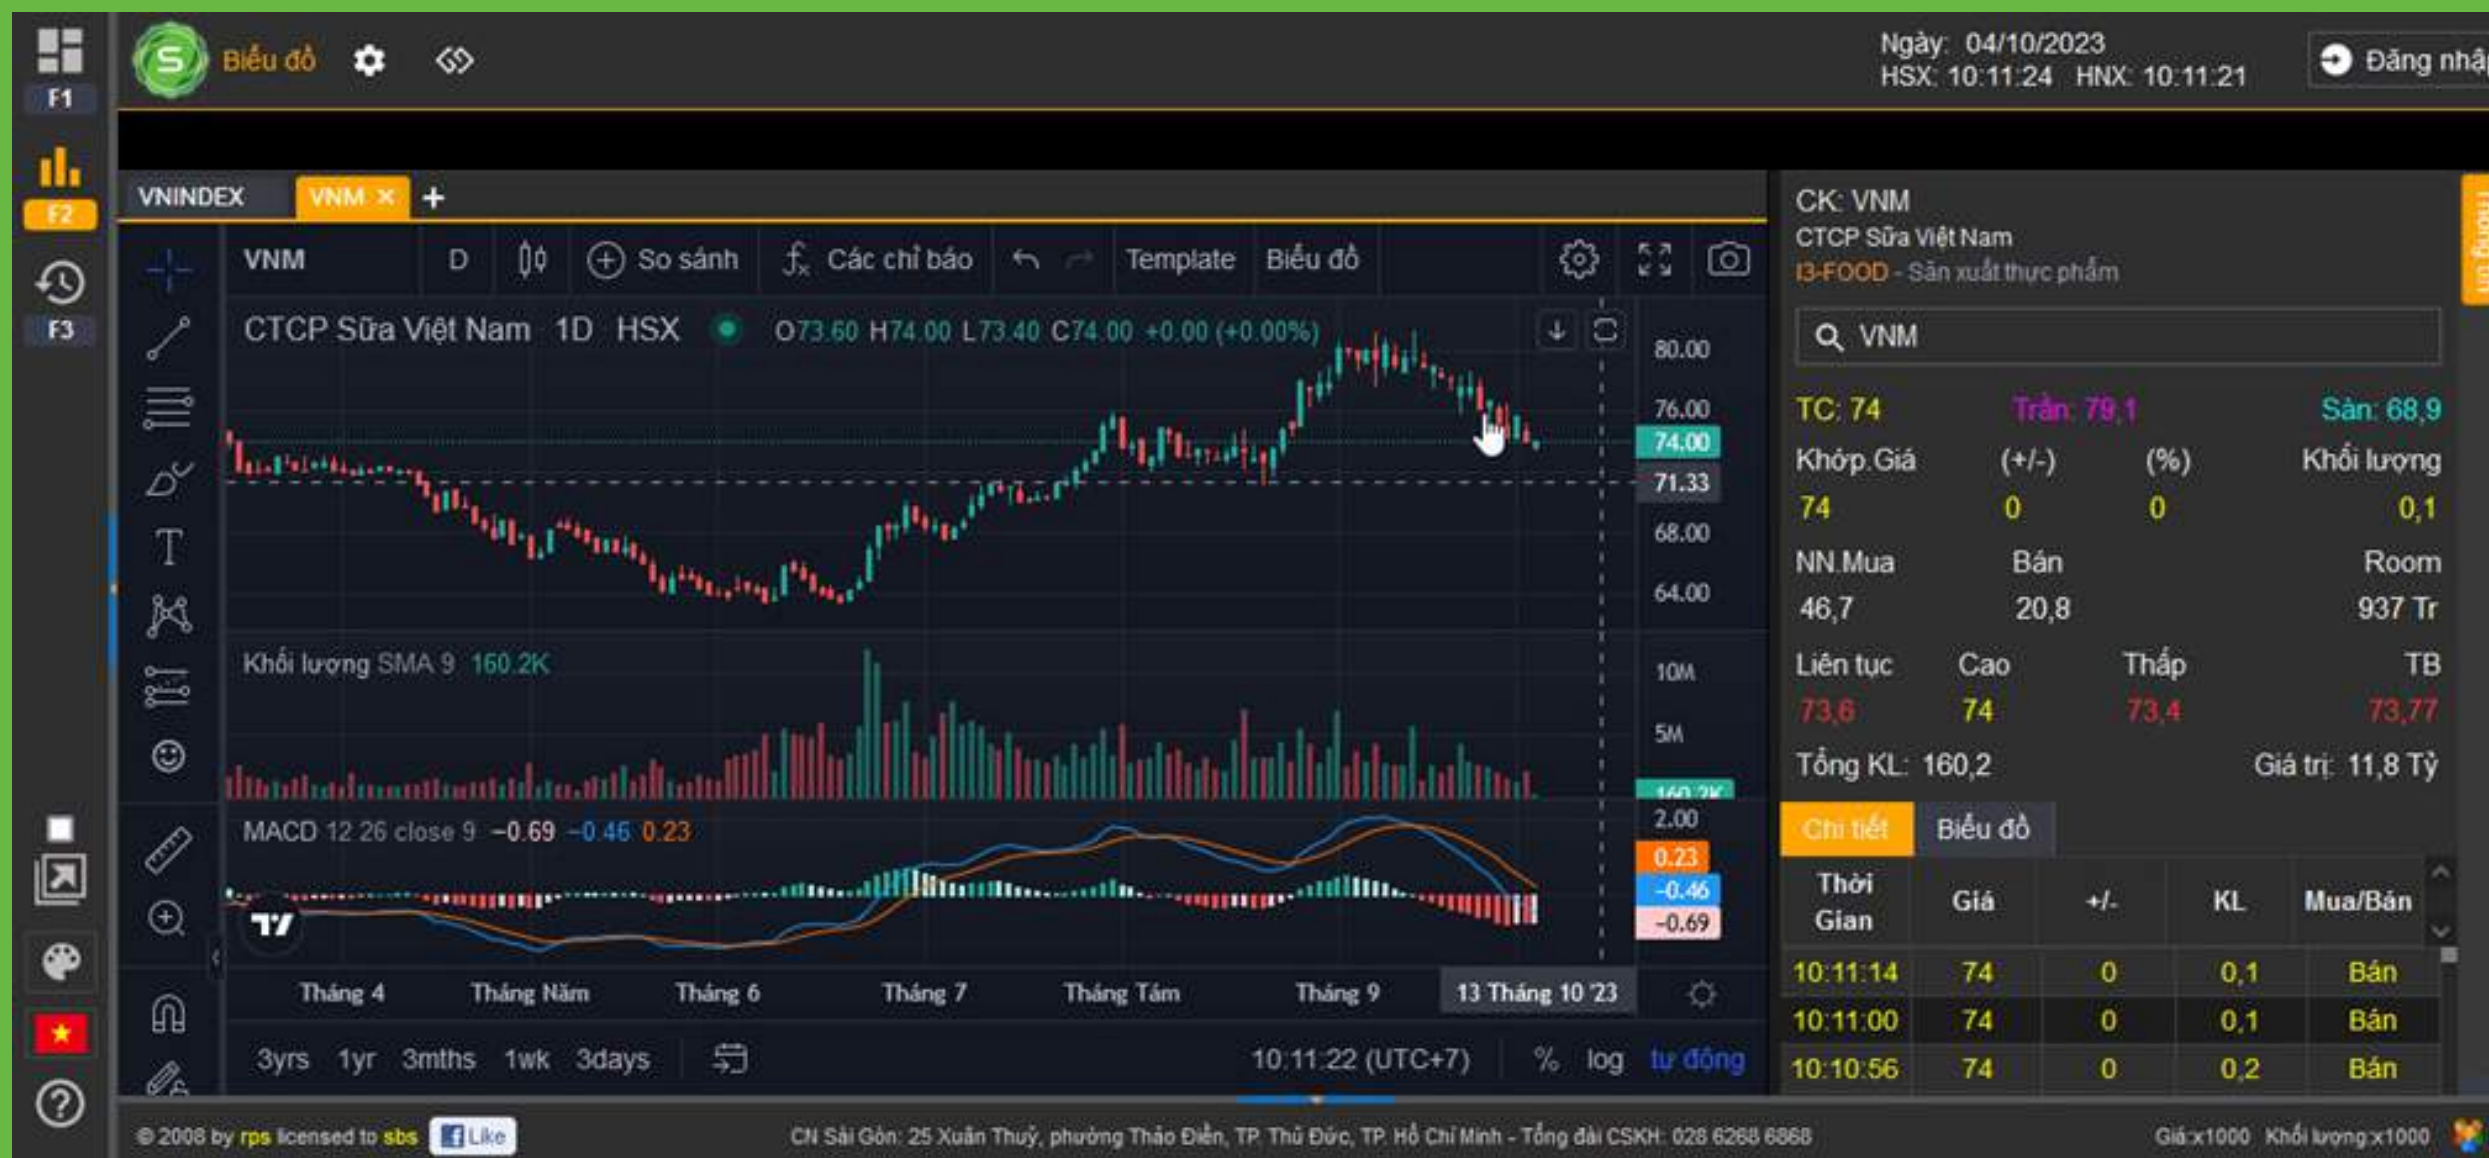 Biểu đồ
Ngày: 04/10/2023
HSX: 10:11:24 HNX: 10:11:21
Đăng nhậ
F1
F2
F3
VNINDEX
VNM ×
+
VNM
D
So sánh
Các chỉ báo
Template
Biểu đồ
CTCP Sữa Việt Nam 1D HSX
O73.60 H74.00 L73.40 C74.00 +0.00 (+0.00%)
80.00
76.00
74.00
71.33
68.00
64.00
Khối lượng SMA 9 160.2K
10M
5M
160.2K
MACD 12 26 close 9 −0.69 −0.46 0.23
2.00
0.23
−0.46
−0.69
Tháng 4 Tháng Năm Tháng 6 Tháng 7 Tháng Tám Tháng 9 13 Tháng 10 '23
3yrs 1yr 3mths 1wk 3days
10:11:22 (UTC+7)
% log tự động
CK: VNM
CTCP Sữa Việt Nam
I3-FOOD - Sản xuất thực phẩm
VNM
TC: 74 Trần: 79,1 Sàn: 68,9
Khớp.Giá (+/-) (%) Khối lượng
74 0 0 0,1
NN.Mua Bán Room
46,7 20,8 937 Tr
Liên tục Cao Thấp TB
73,6 74 73,4 73,77
Tổng KL: 160,2 Giá trị: 11,8 Tỷ
Chi tiết Biểu đồ
Thời Gian Giá +/- KL Mua/Bán
10:11:14 74 0 0,1 Bán
10:11:00 74 0 0,1 Bán
10:10:56 74 0 0,2 Bán
© 2008 by rps licensed to sbs
Like
CN Sài Gòn: 25 Xuân Thuỷ, phường Thảo Điền, TP. Thủ Đức, TP. Hồ Chí Minh - Tổng đài CSKH: 028 6268 6868
Giá:x1000 Khối lượng:x1000